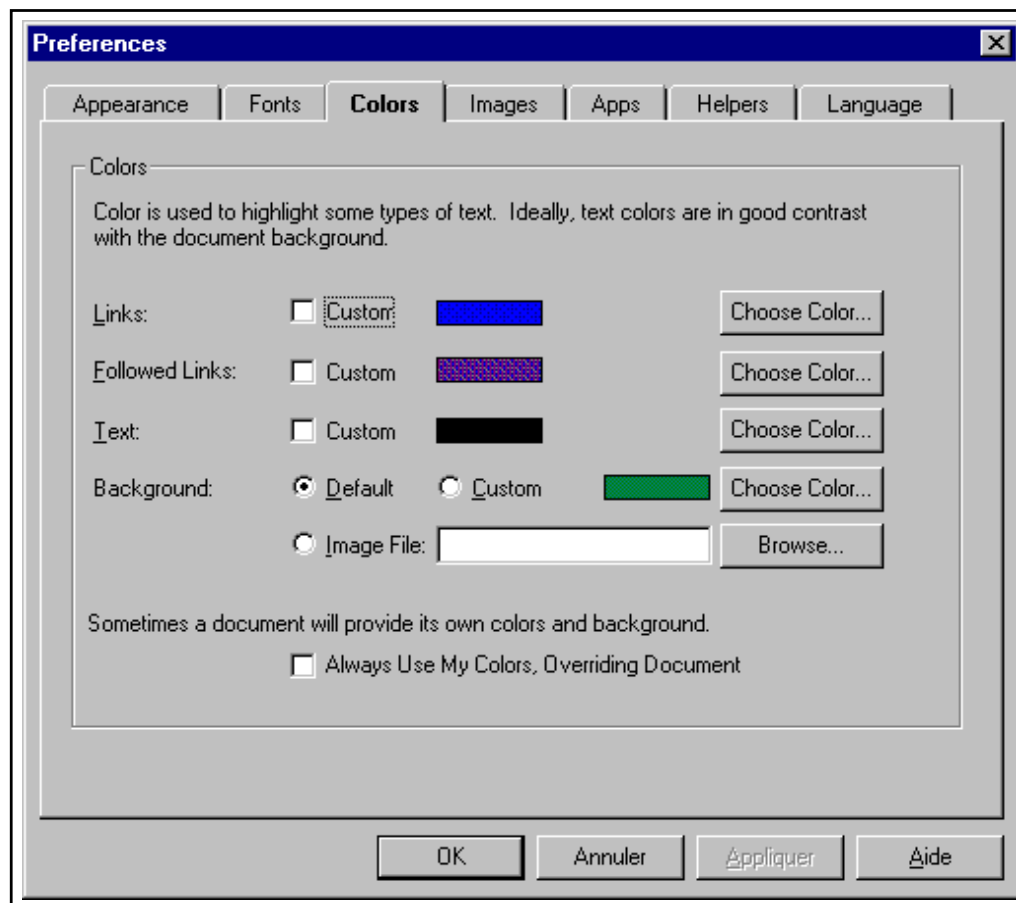 Preferences
Appearance Fonts Colors Images Apps Helpers Language
Colors
Color is used to highlight some types of text. Ideally, text colors are in good contrast
with the document background.
Links: Custom Choose Color...
Followed Links: Custom Choose Color...
Text: Custom Choose Color...
Background: Default Custom Choose Color...
Image File: Browse...
Sometimes a document will provide its own colors and background.
Always Use My Colors, Overriding Document
OK Annuler Appliquer Aide